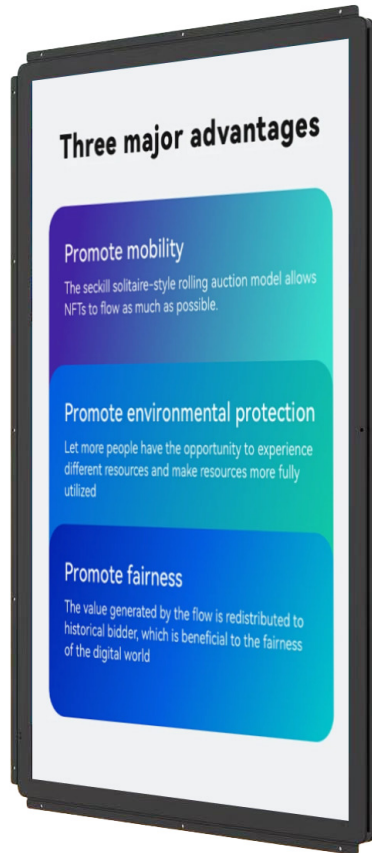 Three major advantages
Promote mobility
The seckill solitaire-style rolling auction model allows
NFTs to flow as much as possible.
Promote environmental protection
Let more people have the opportunity to experience
different resources and make resources more fully
utilized
Promote fairness
The value generated by the flow is redistributed to
historical bidder, which is beneficial to the fairness
of the digital world